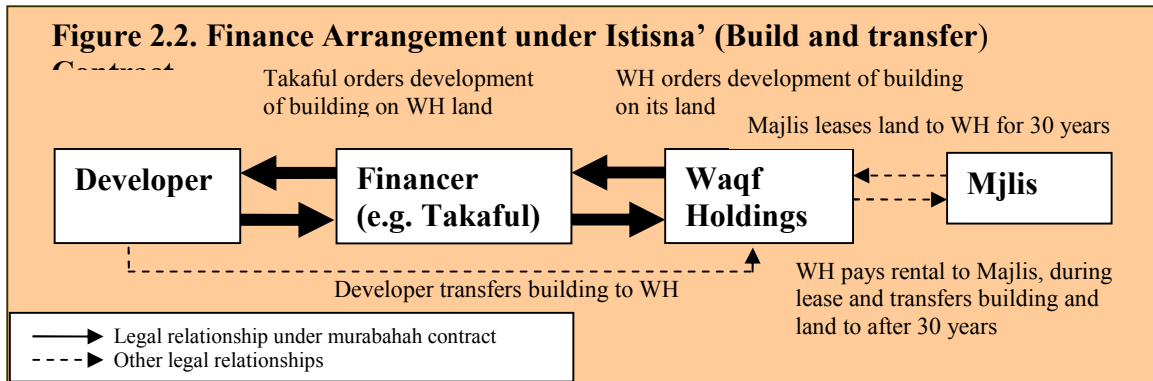 Figure 2.2. Finance Arrangement under Istisna’ (Build and transfer)
Contract
Takaful orders development
of building on WH land
WH orders development of building
on its land
Majlis leases land to WH for 30 years
Developer
Financer
(e.g. Takaful)
Waqf
Holdings
Mjlis
Developer transfers building to WH
WH pays rental to Majlis, during
lease and transfers building and
land to after 30 years
Legal relationship under murabahah contract
Other legal relationships